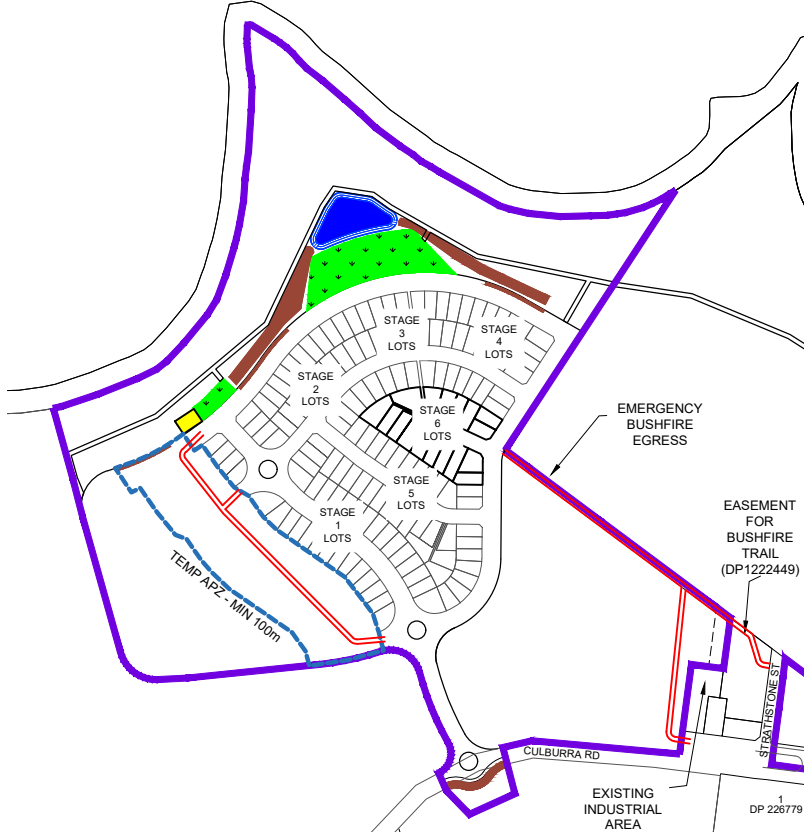 STAGE
3
LOTS
STAGE
4
LOTS
STAGE
2
LOTS
STAGE
6
LOTS
EMERGENCY
BUSHFIRE
EGRESS
STAGE
5
LOTS
STAGE
1
LOTS
EASEMENT
FOR
BUSHFIRE
TRAIL
(DP1222449)
TEMP APZ - MIN 100m
STRATHSTONE ST
CULBURRA RD
EXISTING
INDUSTRIAL
AREA
1
DP 226779